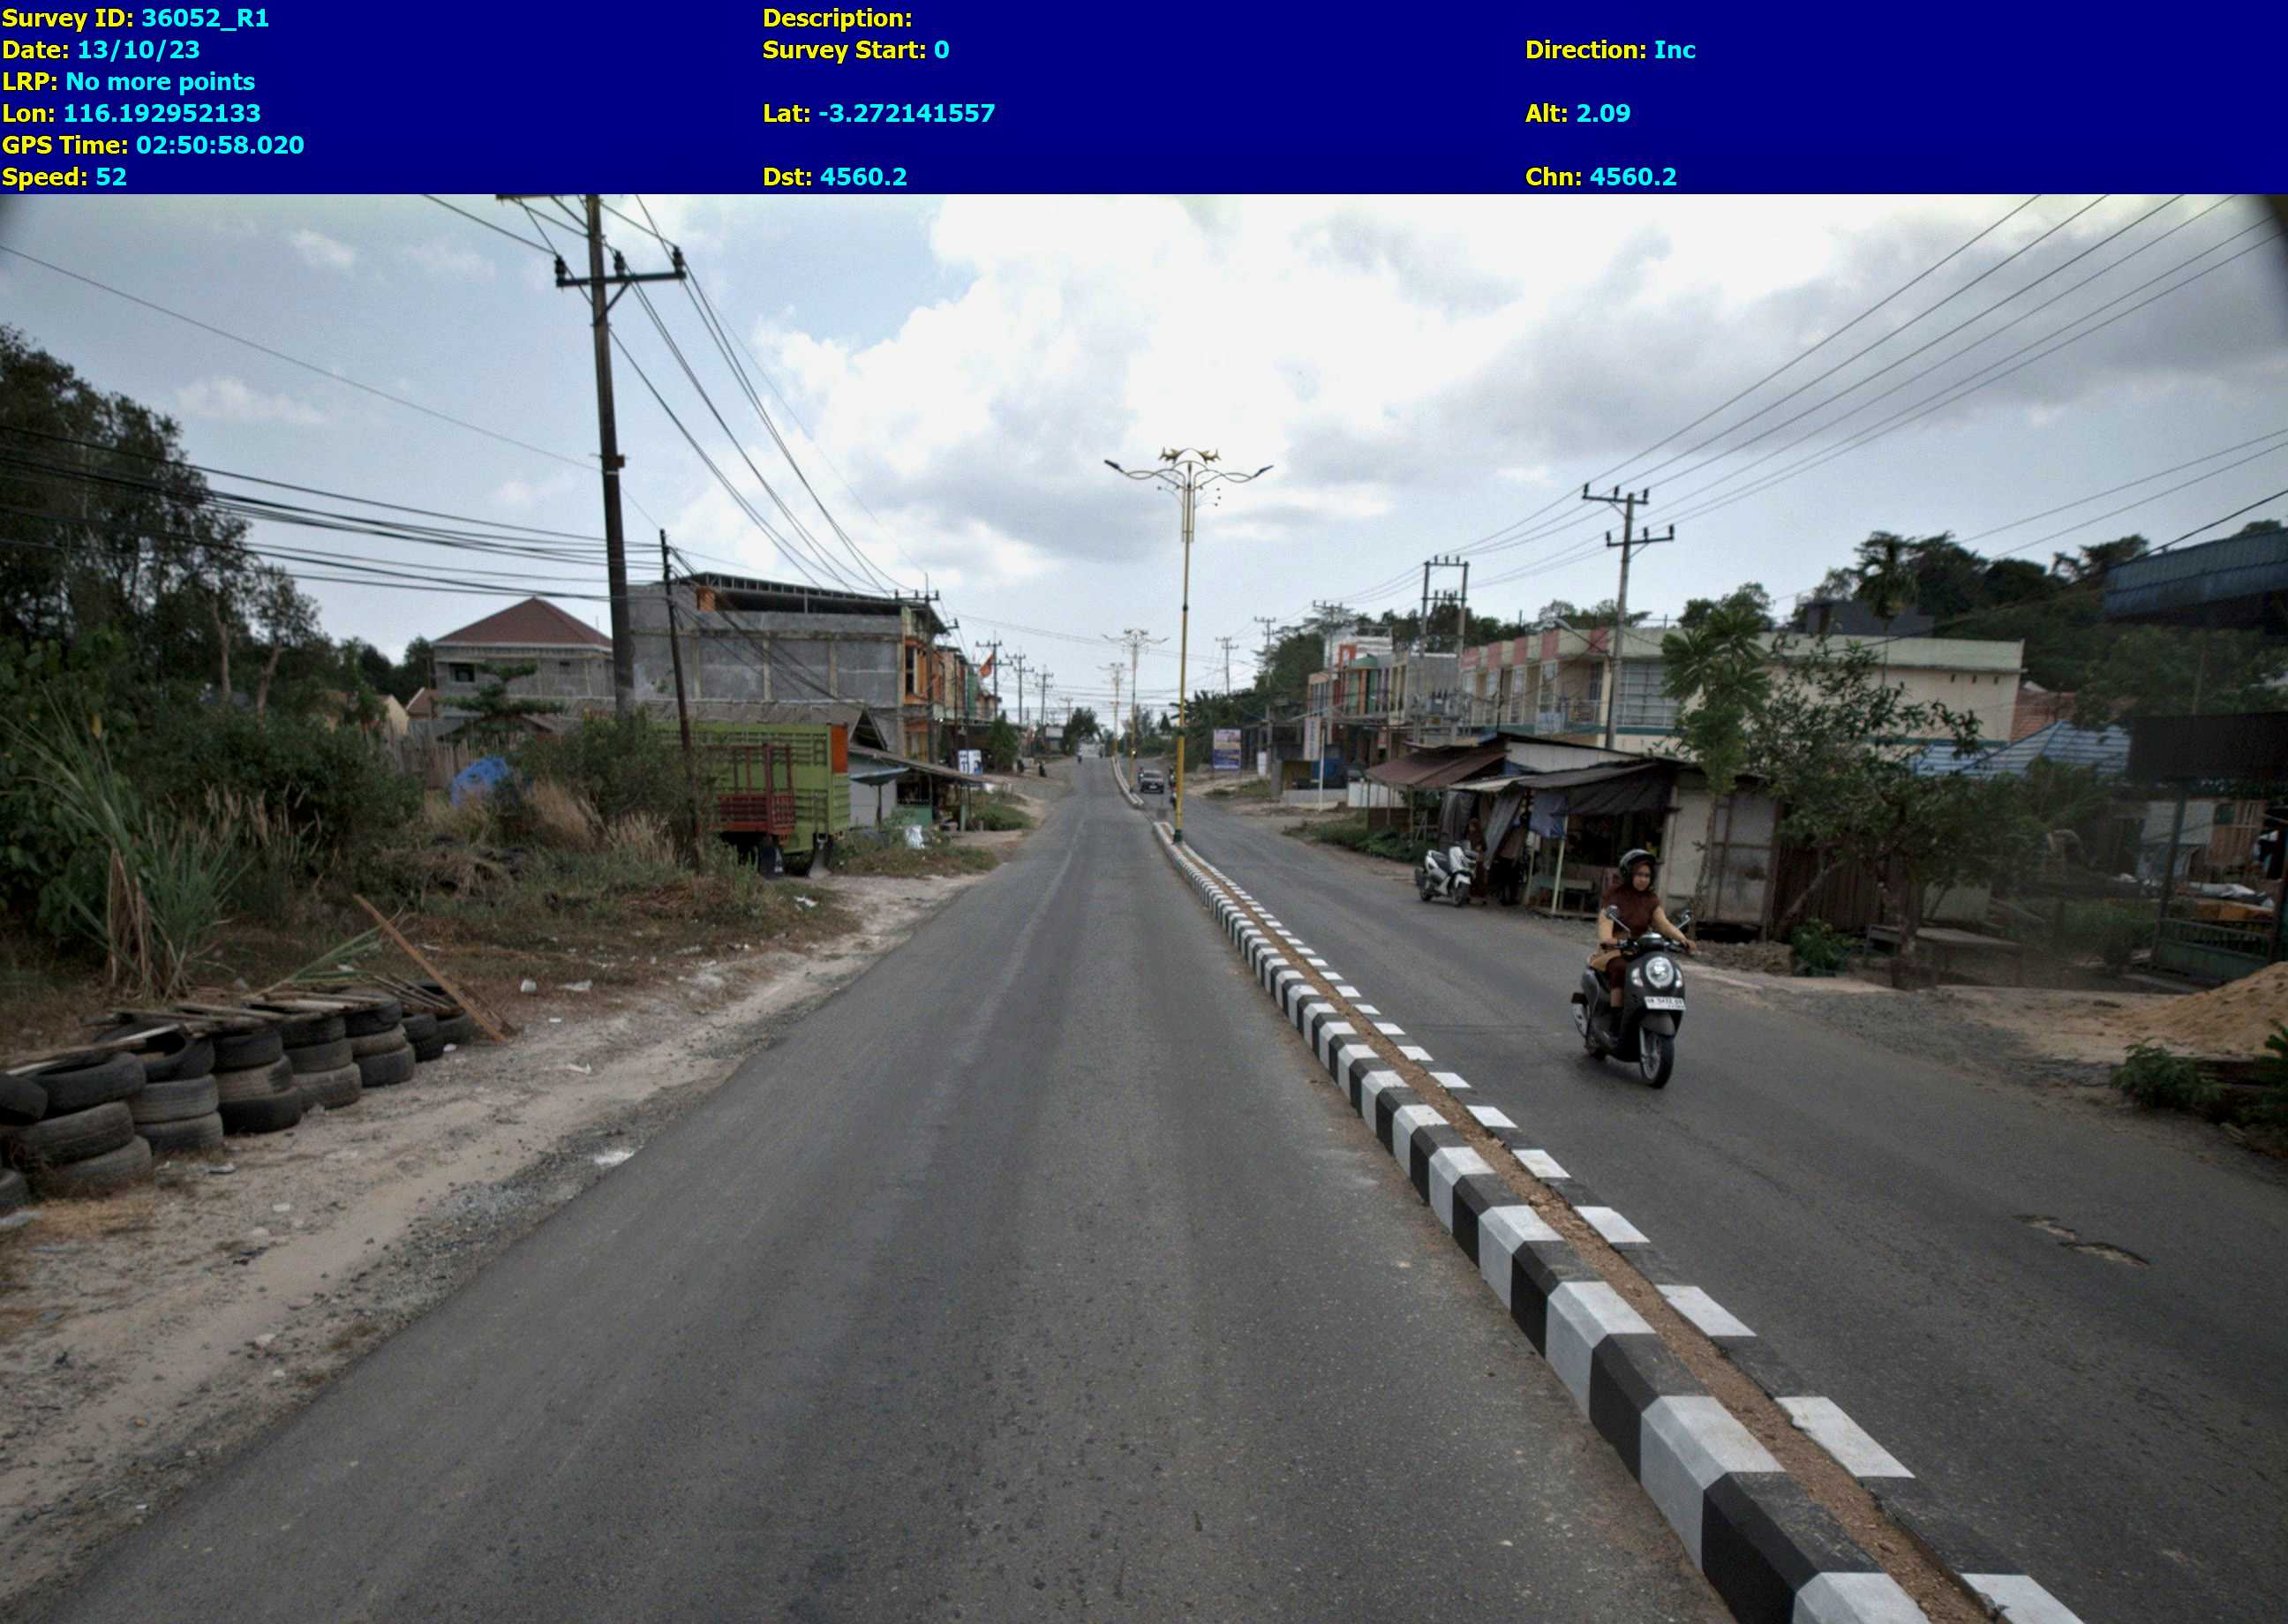 Survey ID: 36052_R1
Description:
Date: 13/10/23
Survey Start: 0
Direction: Inc
LRP: No more points
Lon: 116.192952133
Lat: -3.272141557
Alt: 2.09
GPS Time: 02:50:58.020
Speed: 52
Dst: 4560.2
Chn: 4560.2